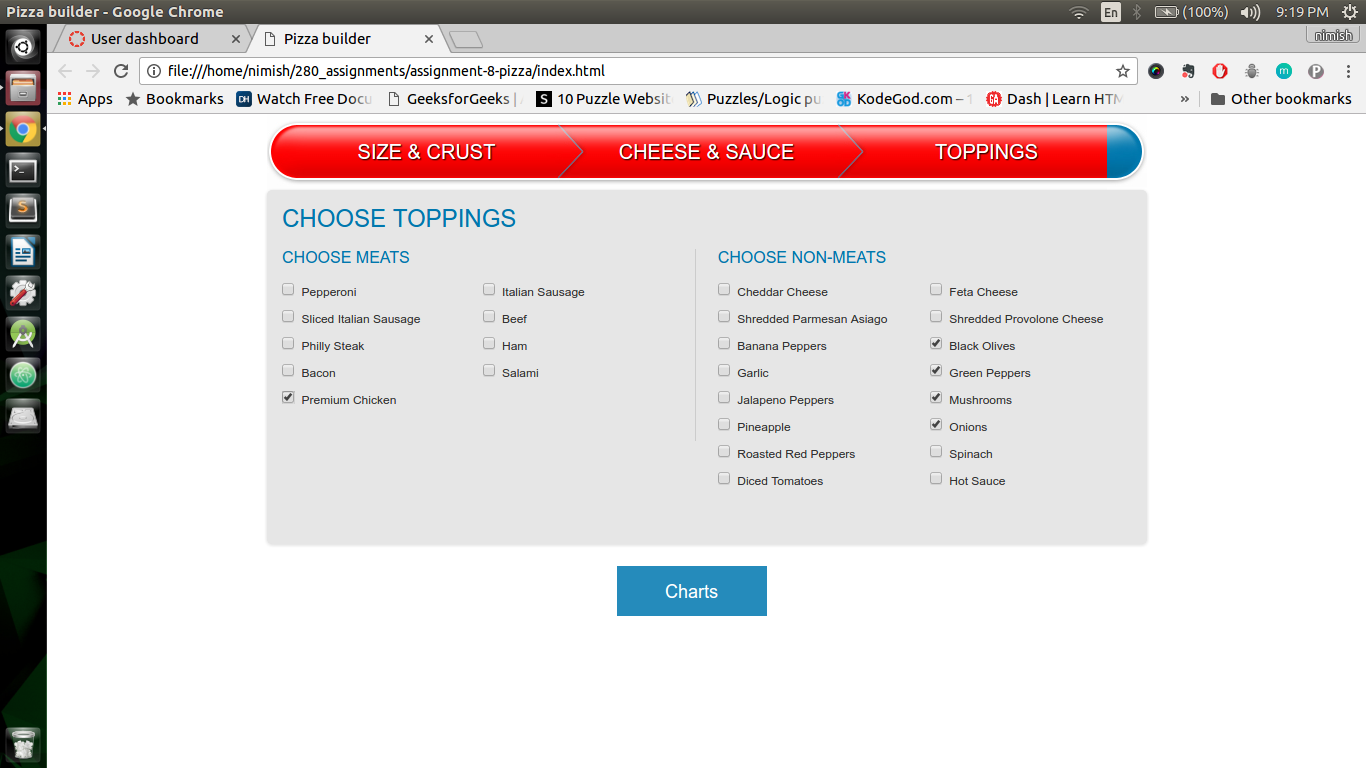 Pizza builder - Google Chrome
En (100%) 9:19 PM
User dashboard Pizza builder nimish
file:///home/nimish/280_assignments/assignment-8-pizza/index.html
Apps Bookmarks Watch Free Docu GeeksforGeeks | 10 Puzzle Websit Puzzles/Logic pu KodeGod.com – 1 Dash | Learn HTM » Other bookmarks
SIZE & CRUST CHEESE & SAUCE TOPPINGS
CHOOSE TOPPINGS
CHOOSE MEATS
Pepperoni Italian Sausage
Sliced Italian Sausage Beef
Philly Steak Ham
Bacon Salami
Premium Chicken
CHOOSE NON-MEATS
Cheddar Cheese Feta Cheese
Shredded Parmesan Asiago Shredded Provolone Cheese
Banana Peppers Black Olives
Garlic Green Peppers
Jalapeno Peppers Mushrooms
Pineapple Onions
Roasted Red Peppers Spinach
Diced Tomatoes Hot Sauce
Charts